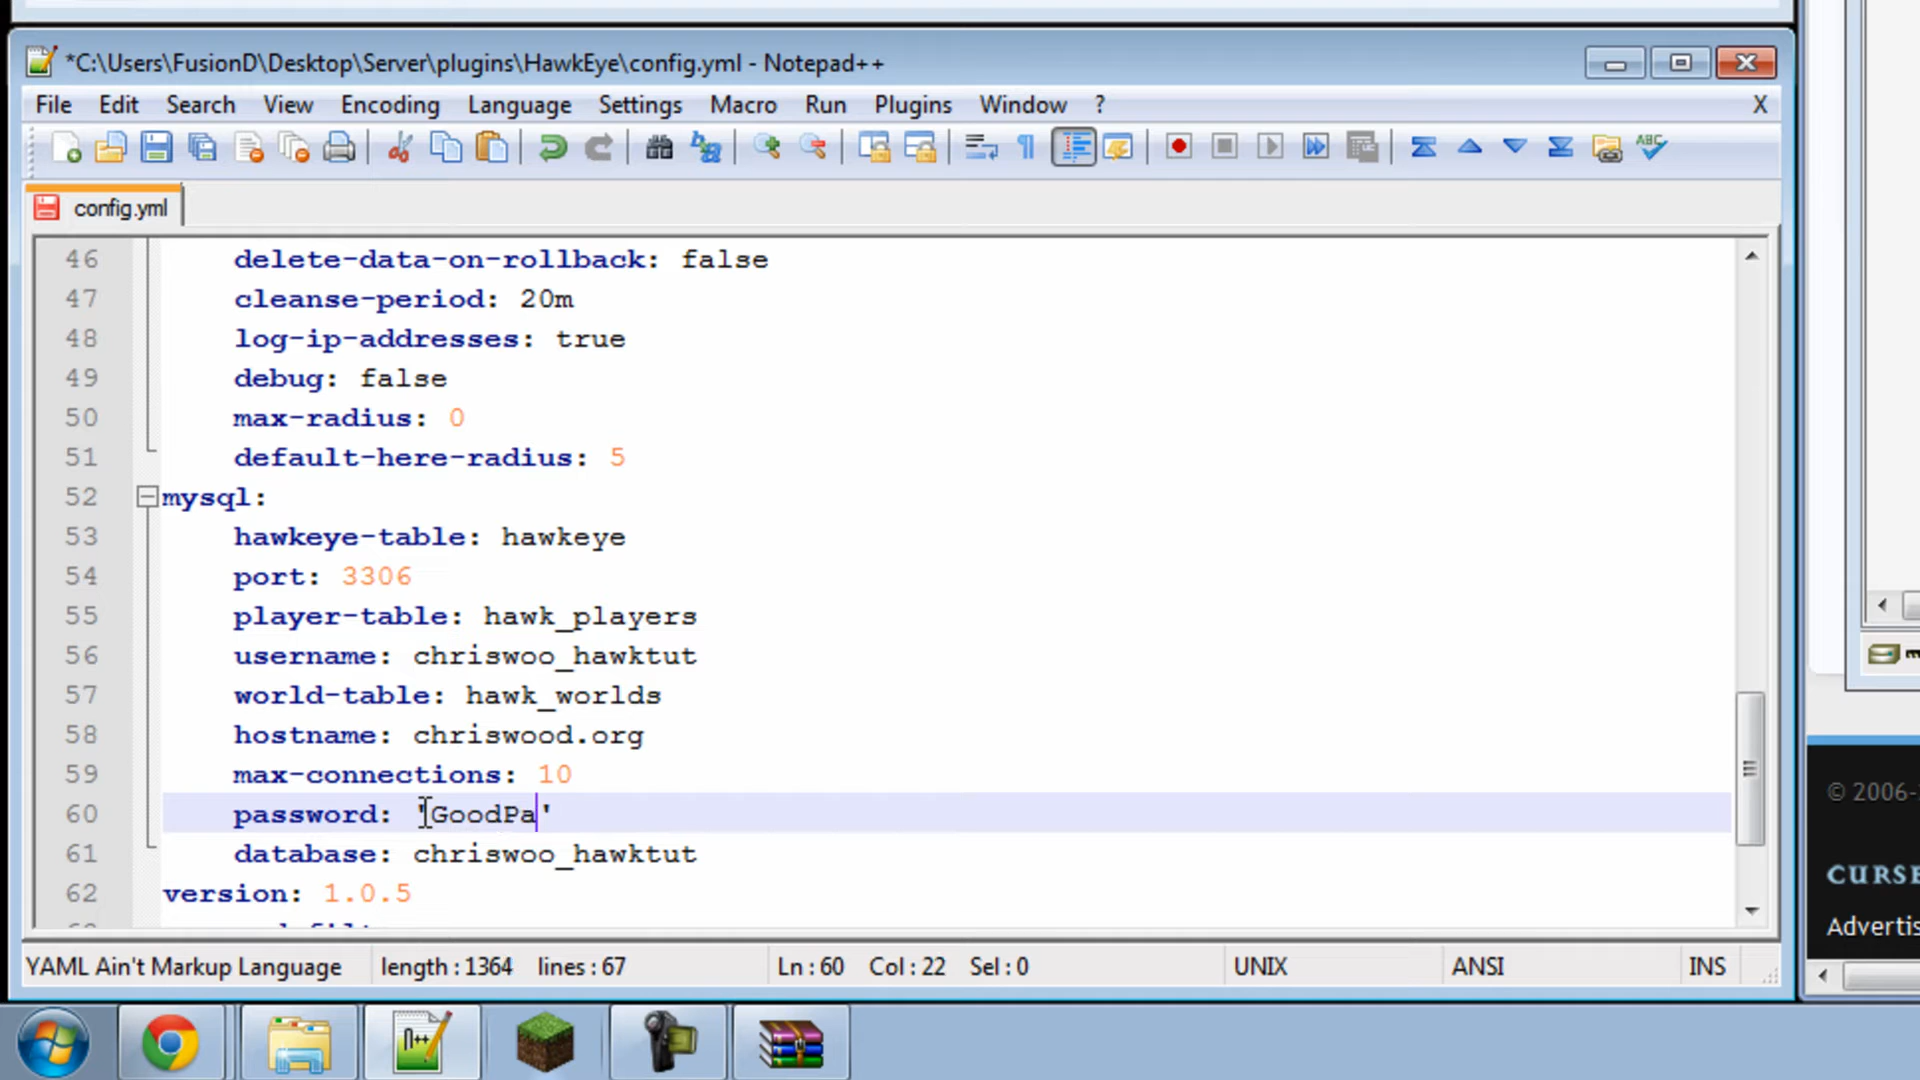 *C:\Users\FusionD\Desktop\Server\plugins\HawkEye\config.yml - Notepad++
File Edit Search View Encoding Language Settings Macro Run Plugins Window ? X
config.yml
46 delete-data-on-rollback: false
47 cleanse-period: 20m
48 log-ip-addresses: true
49 debug: false
50 max-radius: 0
51 default-here-radius: 5
52 mysql:
53 hawkeye-table: hawkeye
54 port: 3306
55 player-table: hawk_players
56 username: chriswoo_hawktut
57 world-table: hawk_worlds
58 hostname: chriswood.org
59 max-connections: 10
60 password: 'GoodPa'
61 database: chriswoo_hawktut
62 version: 1.0.5
YAML Ain't Markup Language length : 1364 lines : 67 Ln : 60 Col : 22 Sel : 0 UNIX ANSI INS
© 2006-
CURSE
Advertis